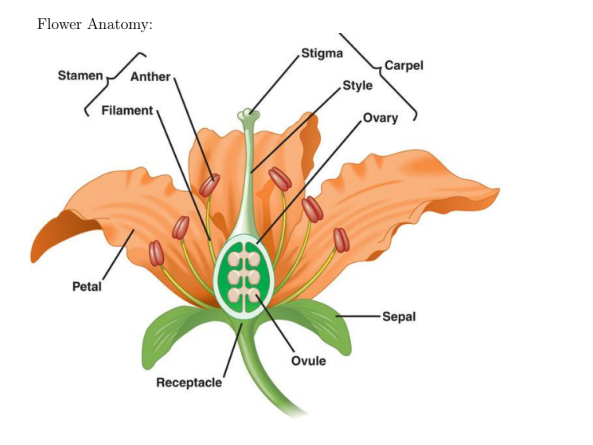 Flower Anatomy:
Stigma
Carpel
Stamen
Anther
Style
Filament
Ovary
Petal
Sepal
Ovule
Receptacle